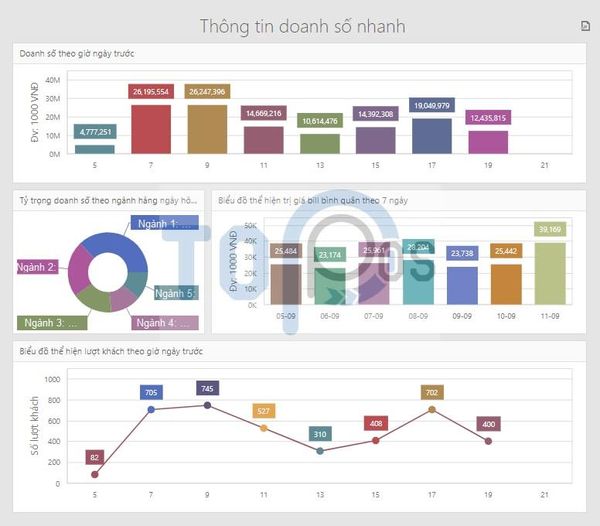 Thông tin doanh số nhanh
Doanh số theo giờ ngày trước
Đv: 1000 VNĐ
40M
30M
20M
10M
0M
4,777,251
26,195,554
26,247,396
14,669,216
10,614,476
14,392,308
19,049,979
12,435,815
5 7 9 11 13 15 17 19 21
Tỷ trọng doanh số theo ngành hàng ngày hô...
Ngành 1: ...
Ngành 2:
Ngành 5:
Ngành 3: ...
Ngành 4: ...
Biểu đồ thể hiện trị giá bill bình quân theo 7 ngày
Đv: 1000 VNĐ
50K
40K
30K
20K
10K
0K
25,484
23,174
25,961
28,204
23,738
25,442
39,169
05-09 06-09 07-09 08-09 09-09 10-09 11-09
TopPos
Biểu đồ thể hiện lượt khách theo giờ ngày trước
Số lượt khách
1000
800
600
400
200
0
82
705
745
527
310
408
702
400
5 7 9 11 13 15 17 19 21